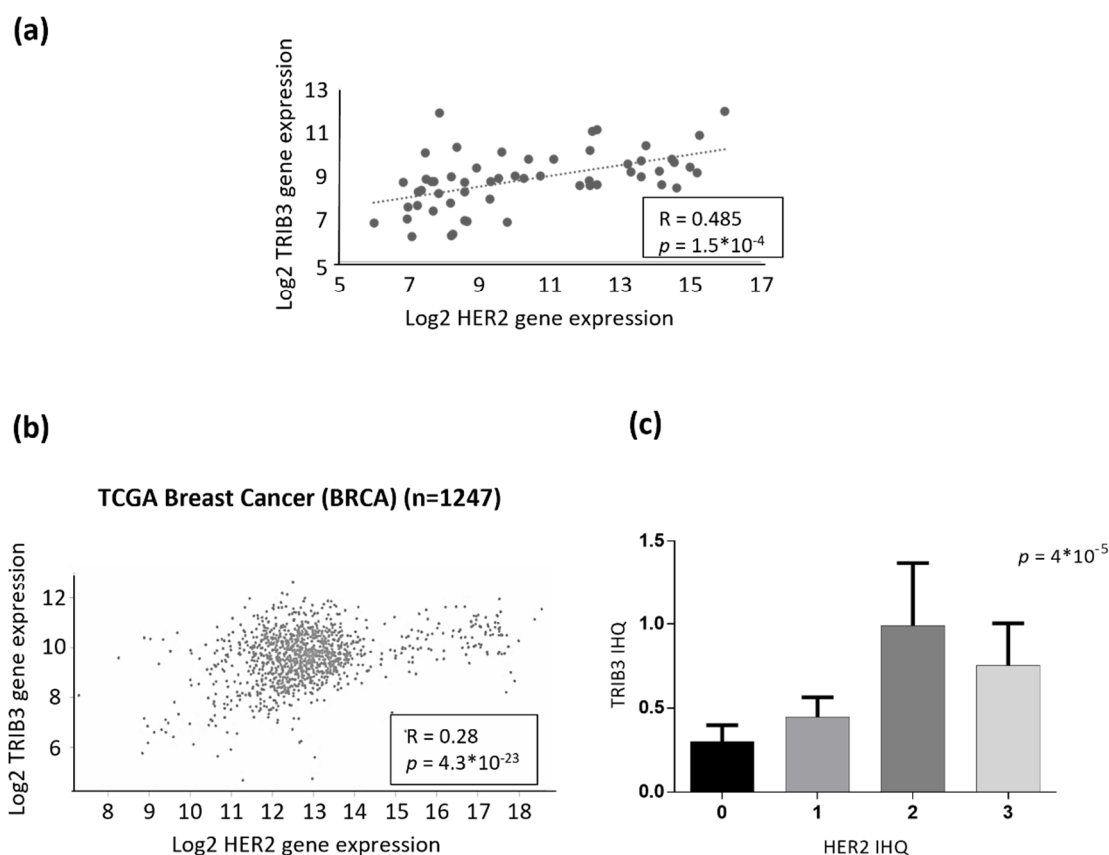 (a)
Log2 TRIB3 gene expression
13
11
9
7
5
5 7 9 11 13 15 17
R = 0.485
p = 1.5*10-4
Log2 HER2 gene expression
(b)
TCGA Breast Cancer (BRCA) (n=1247)
Log2 TRIB3 gene expression
12
10
8
6
R = 0.28
p = 4.3*10-23
8 9 10 11 12 13 14 15 16 17 18
Log2 HER2 gene expression
(c)
p = 4*10-5
TRIB3 IHQ
1.5
1.0
0.5
0.0
0 1 2 3
HER2 IHQ